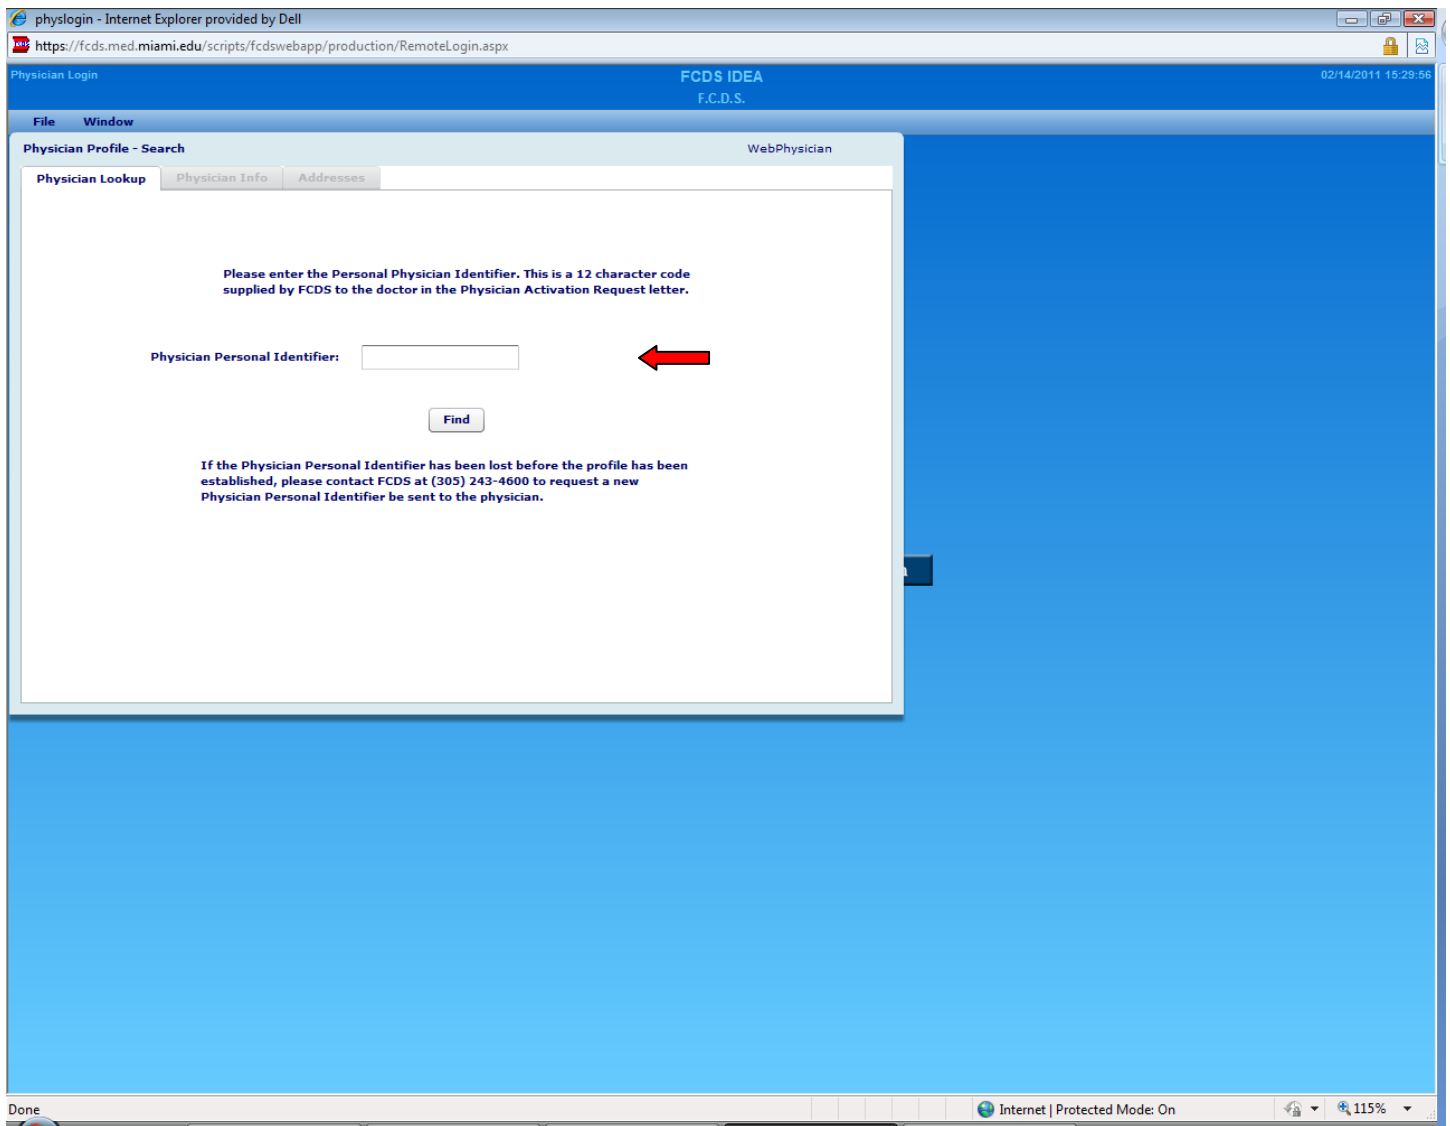 physlogin - Internet Explorer provided by Dell
https://fcds.med.miami.edu/scripts/fcdswebapp/production/RemoteLogin.aspx
Physician Login
FCDS IDEA
02/14/2011 15:29:56
F.C.D.S.
File Window
Physician Profile - Search
WebPhysician
Physician Lookup Physician Info Addresses
Please enter the Personal Physician Identifier. This is a 12 character code
supplied by FCDS to the doctor in the Physician Activation Request letter.
Physician Personal Identifier:
Find
If the Physician Personal Identifier has been lost before the profile has been
established, please contact FCDS at (305) 243-4600 to request a new
Physician Personal Identifier be sent to the physician.
Done
Internet | Protected Mode: On
115%